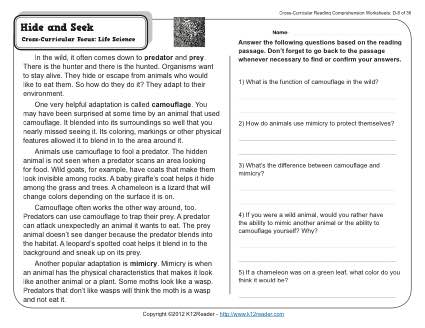 Cross-Curricular Reading Comprehension Worksheets: D-8 of 36
Hide and Seek
Cross-Curricular Focus: Life Science
In the wild, it often comes down to predator and prey.
There is the hunter and there is the hunted. Organisms want
to stay alive. They hide or escape from animals who would
like to eat them. So how do they do it? They adapt to their
environment.
One very helpful adaptation is called camouflage. You
may have been surprised at some time by an animal that used
camouflage. It blended into its surroundings so well that you
nearly missed seeing it. Its coloring, markings or other physical
features allowed it to blend in to the area around it.
Animals use camouflage to fool a predator. The hidden
animal is not seen when a predator scans an area looking
for food. Wild goats, for example, have coats that make them
look invisible among rocks. A baby giraffe's coat helps it hide
among the grass and trees. A chameleon is a lizard that will
change colors depending on the surface it is on.
Camouflage often works the other way around, too.
Predators can use camouflage to trap their prey. A predator
can attack unexpectedly an animal it wants to eat. The prey
animal doesn't see danger because the predator blends into
the habitat. A leopard's spotted coat helps it blend in to the
background and sneak up on its prey.
Another popular adaptation is mimicry. Mimicry is when
an animal has the physical characteristics that makes it look
like another animal or a plant. Some moths look like a wasp.
Predators that don't like wasps will think the moth is a wasp
and not eat it.
Name
Answer the following questions based on the reading
passage. Don't forget to go back to the passage
whenever necessary to find or confirm your answers.
1) What is the function of camouflage in the wild?
2) How do animals use mimicry to protect themselves?
3) What's the difference between camouflage and
mimicry?
4) If you were a wild animal, would you rather have
the ability to mimic another animal or the ability to
camouflage yourself? Why?
5) If a chameleon was on a green leaf, what color do you
think it would be?
Copyright ©2012 K12Reader - http://www.k12reader.com